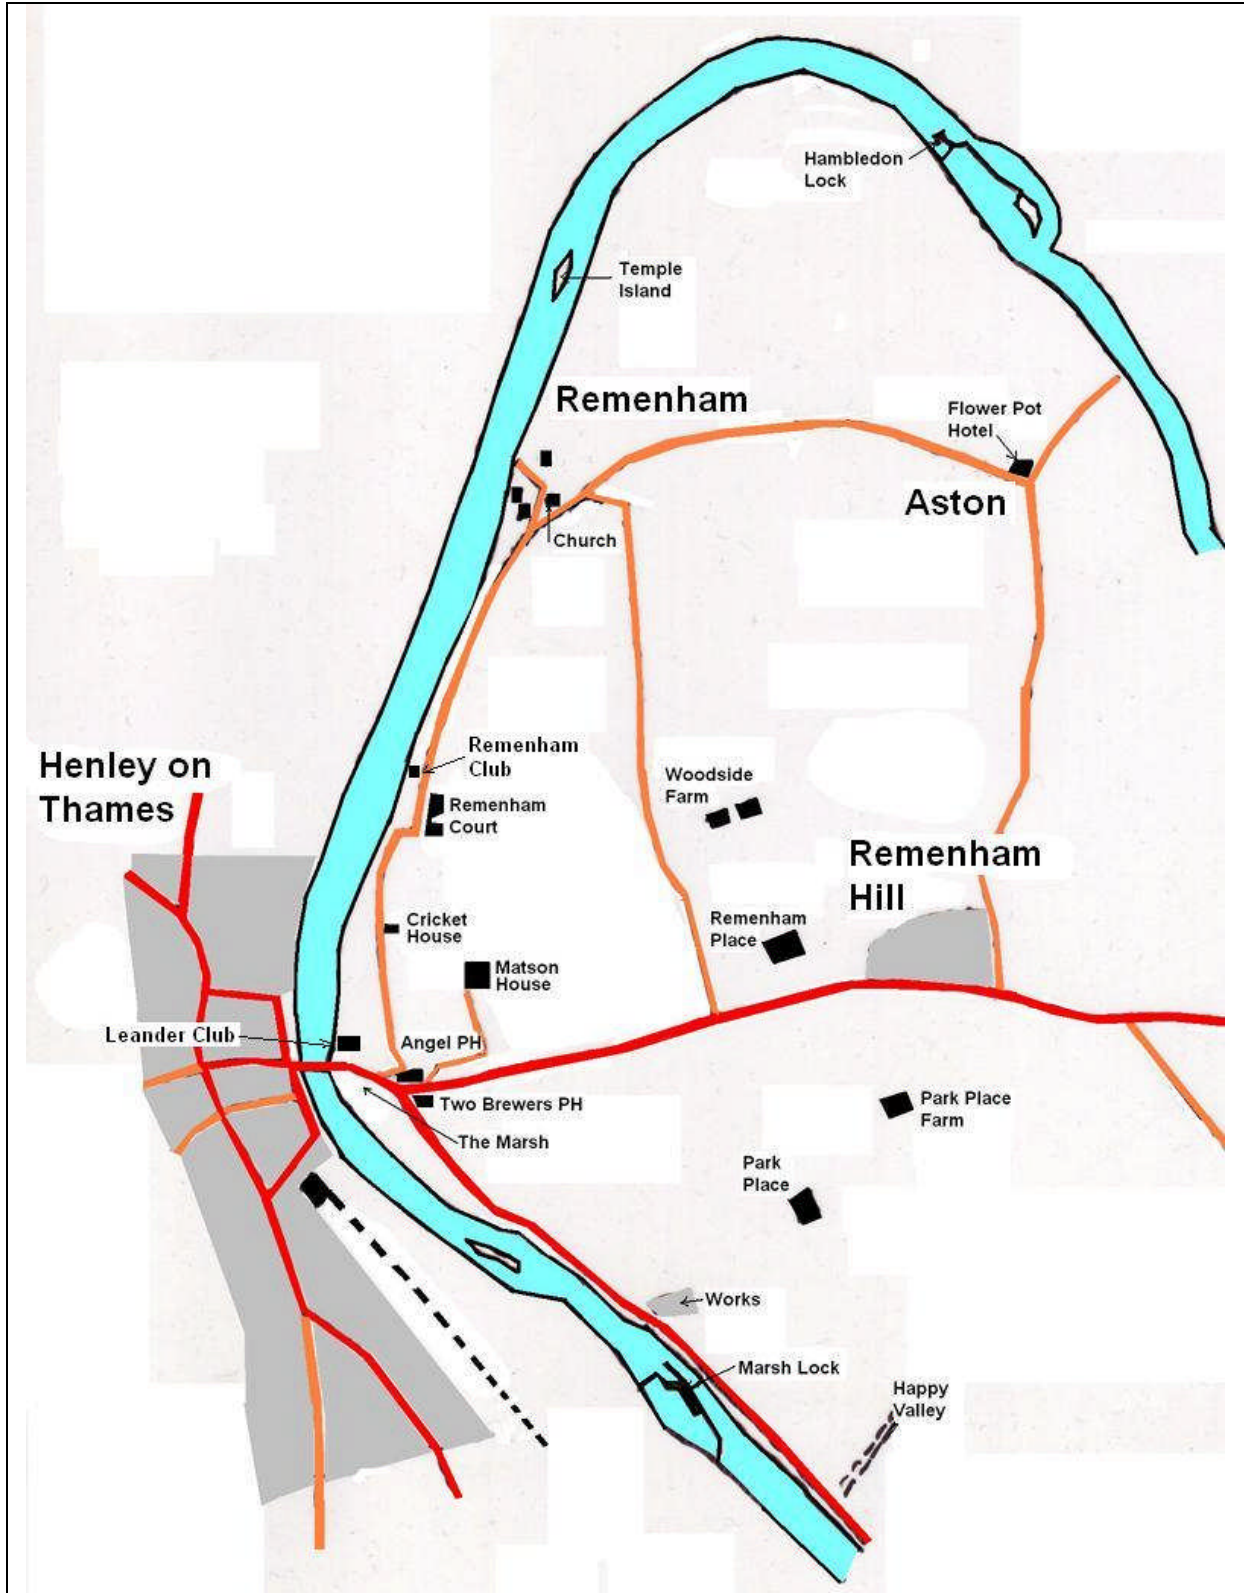 Hambledon
Lock
Temple
Island
Remenham
Flower Pot
Hotel
Aston
Church
Remenham
Club
Henley on
Thames
Woodside
Farm
Remenham
Court
Remenham
Hill
Cricket
House
Remenham
Place
Matson
House
Leander Club
Angel PH
Two Brewers PH
Park Place
Farm
The Marsh
Park
Place
Works
Marsh Lock
Happy
Valley